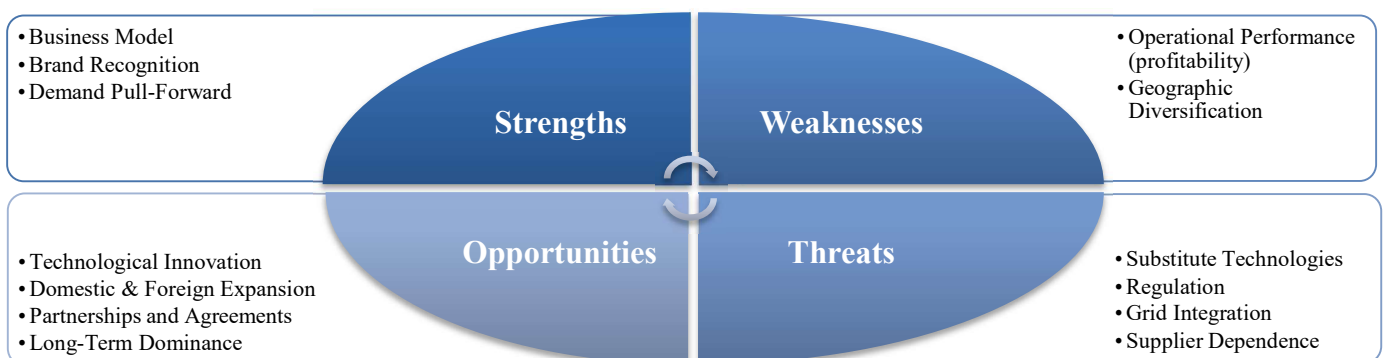 • Business Model
• Brand Recognition
• Demand Pull-Forward
Strengths
Weaknesses
• Operational Performance
(profitability)
• Geographic
Diversification
• Technological Innovation
• Domestic & Foreign Expansion
• Partnerships and Agreements
• Long-Term Dominance
Opportunities
Threats
• Substitute Technologies
• Regulation
• Grid Integration
• Supplier Dependence